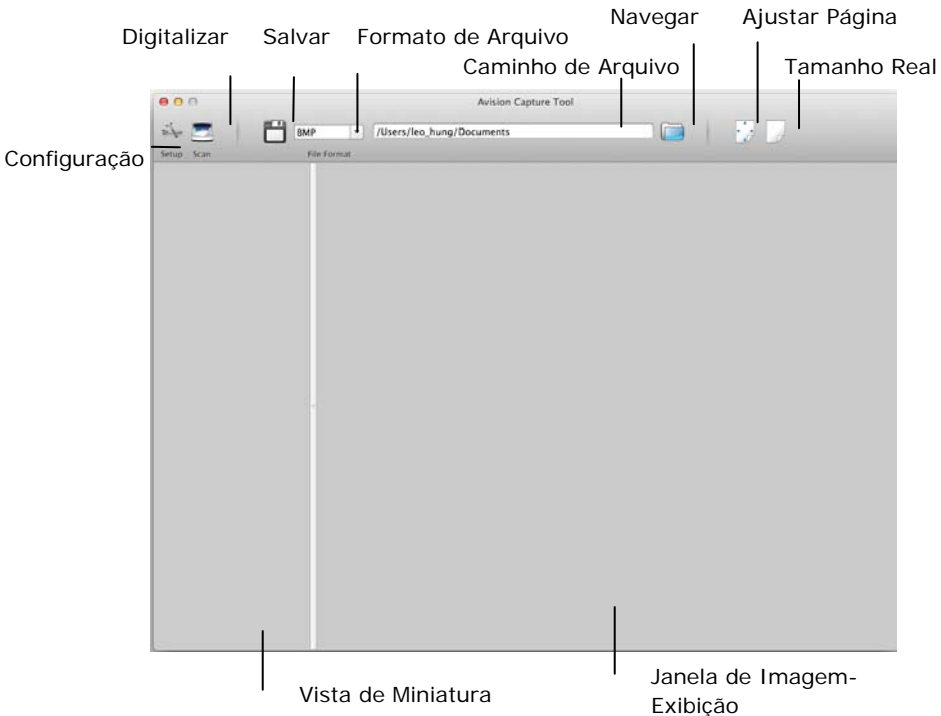 Navegar Ajustar Página
Digitalizar Salvar Formato de Arquivo
Caminho de Arquivo Tamanho Real
Avision Capture Tool
BMP /Users/leo_hung/Documents
Configuração
Setup Scan File Format
Vista de Miniatura
Janela de Imagem-
Exibição